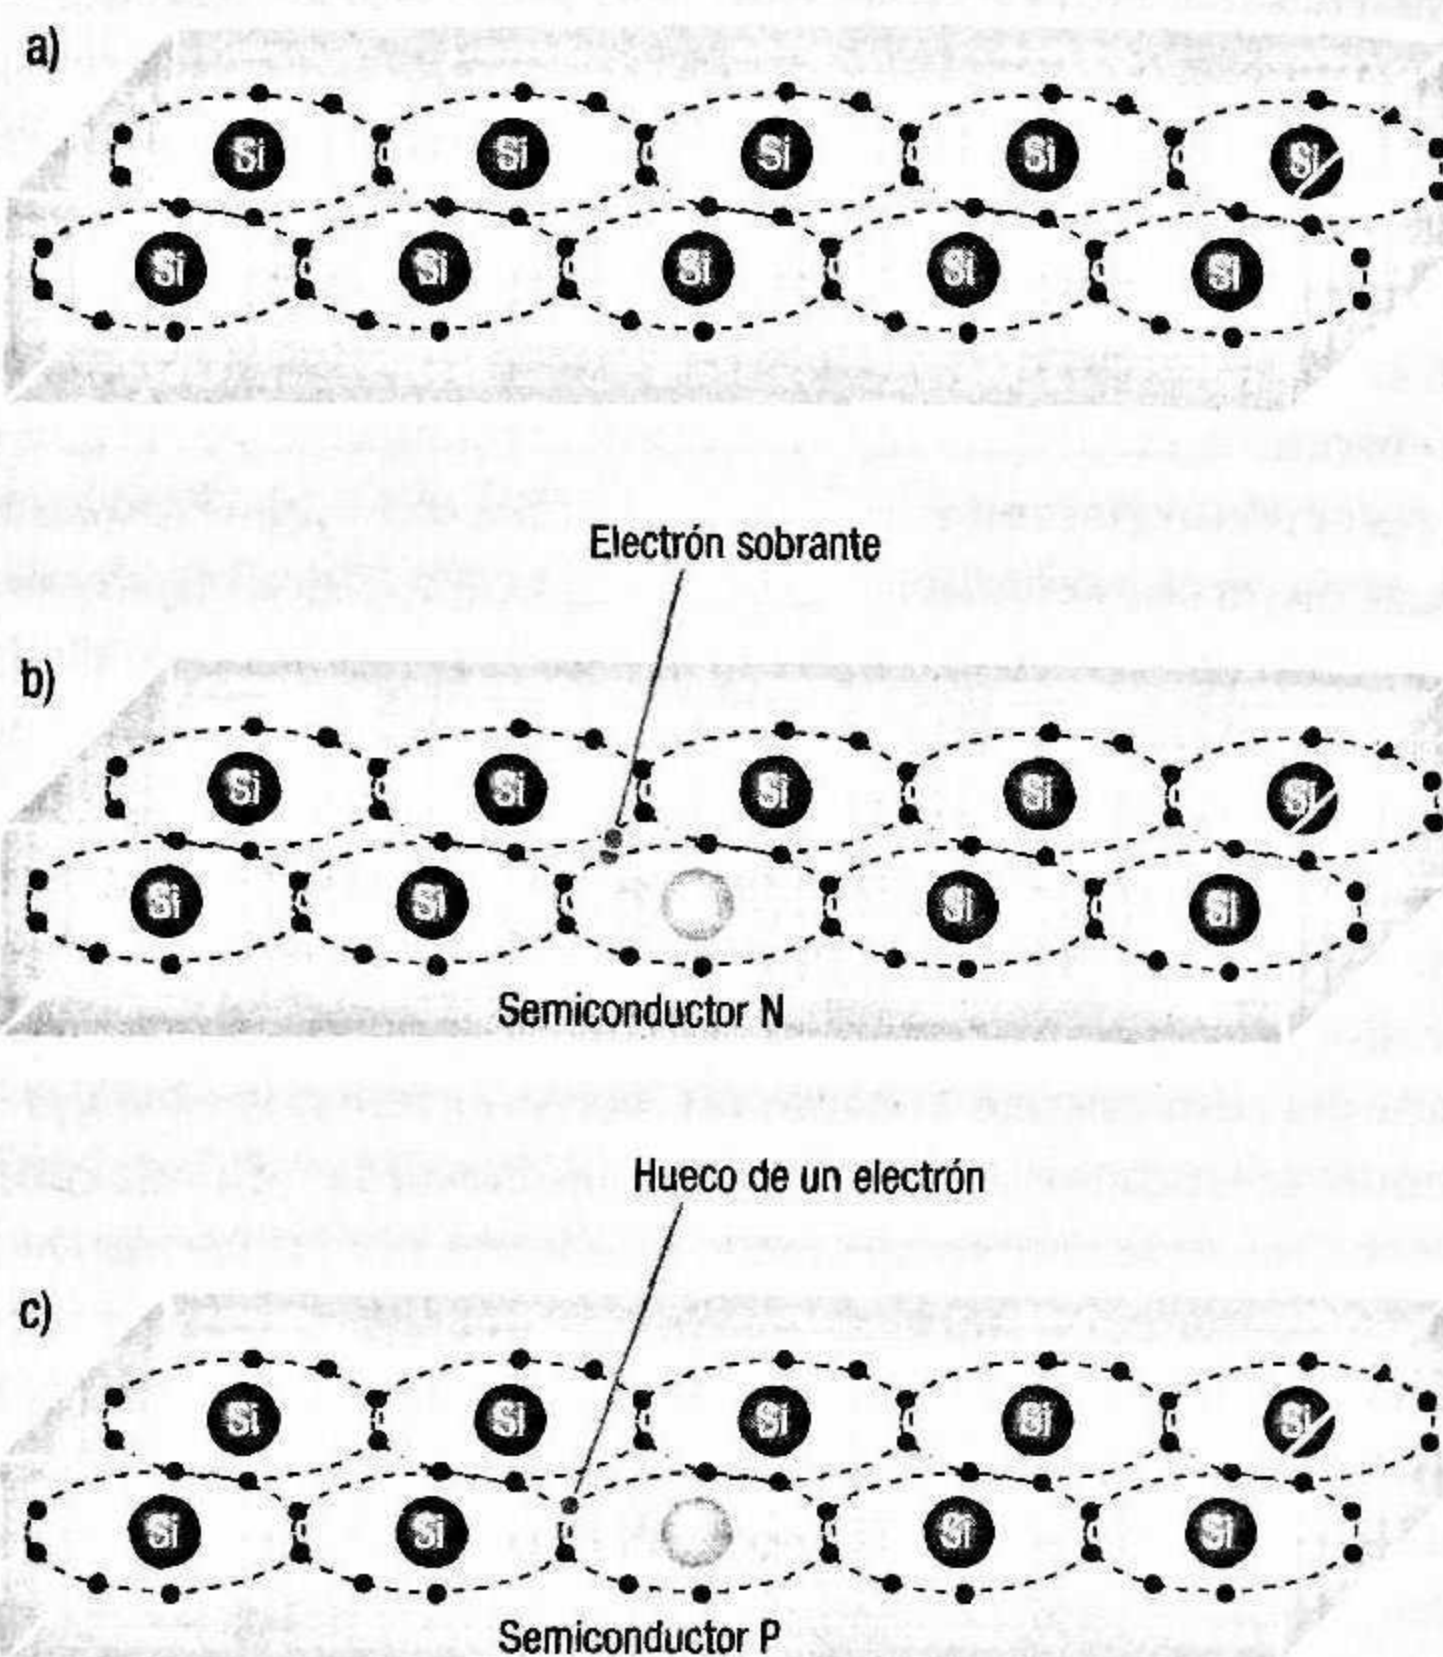 a)
Si Si Si Si Si
Si Si Si Si Si
Electrón sobrante
b)
Si Si Si Si Si
Si Si Si Si
Semiconductor N
Hueco de un electrón
c)
Si Si Si Si Si
Si Si Si Si
Semiconductor P